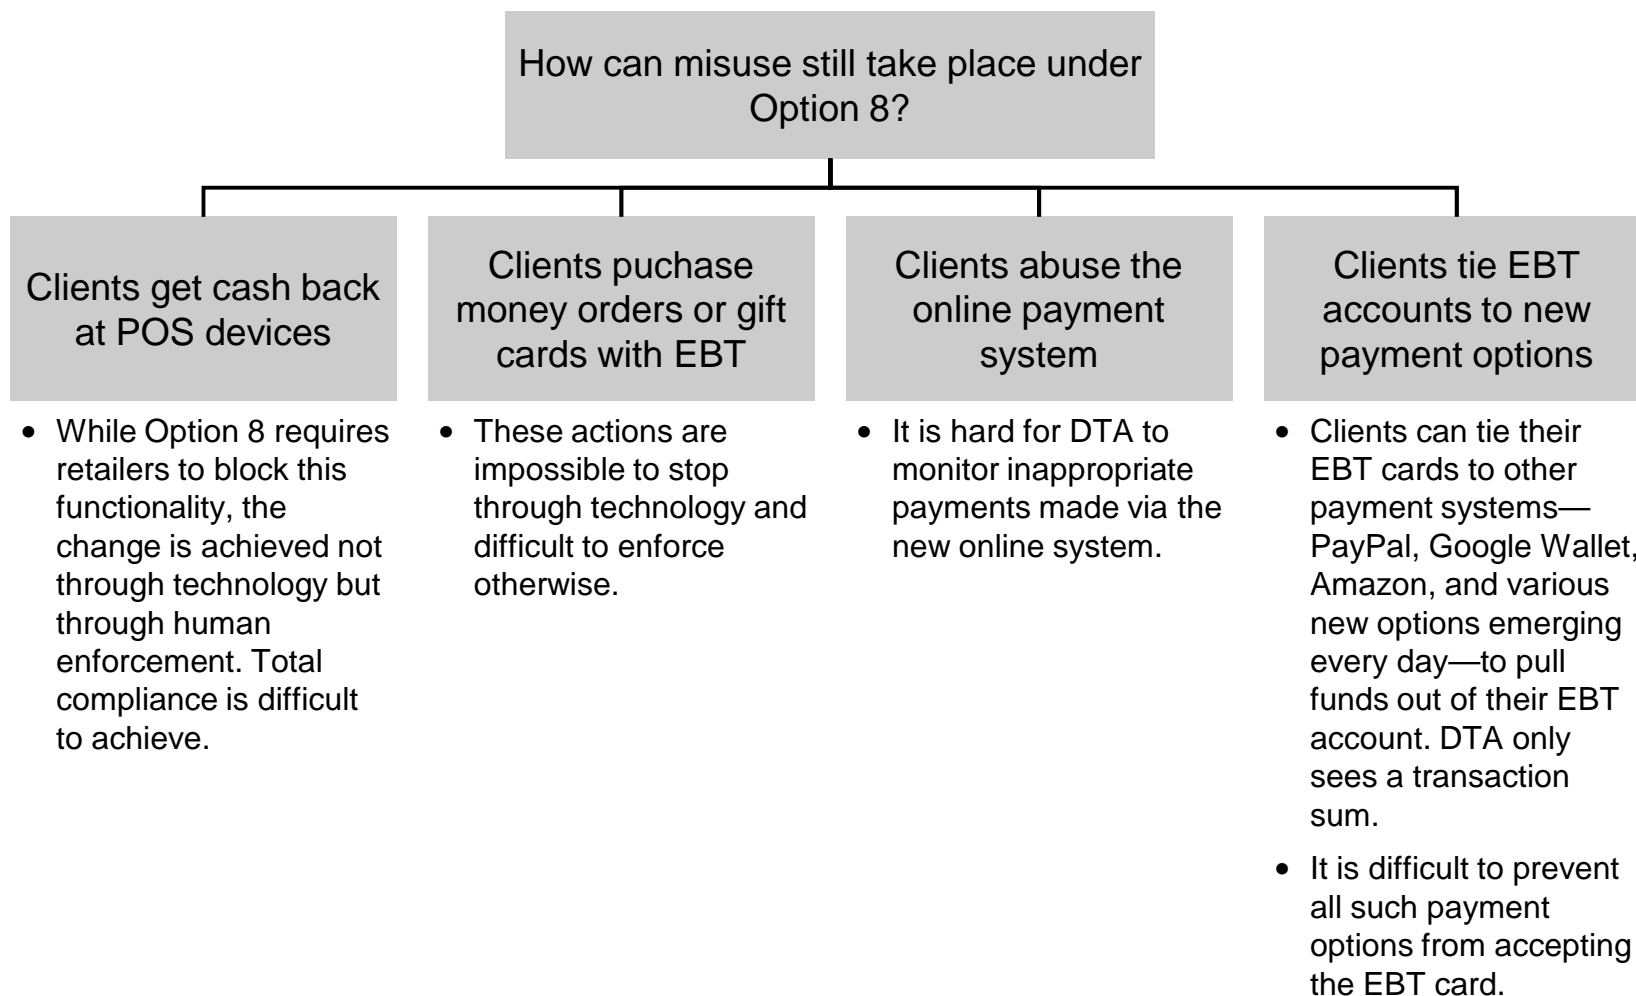 How can misuse still take place under
Option 8?
Clients get cash back
at POS devices
• While Option 8 requires
retailers to block this
functionality, the
change is achieved not
through technology but
through human
enforcement. Total
compliance is difficult
to achieve.
Clients puchase
money orders or gift
cards with EBT
• These actions are
impossible to stop
through technology and
difficult to enforce
otherwise.
Clients abuse the
online payment
system
• It is hard for DTA to
monitor inappropriate
payments made via the
new online system.
Clients tie EBT
accounts to new
payment options
• Clients can tie their
EBT cards to other
payment systems—
PayPal, Google Wallet,
Amazon, and various
new options emerging
every day—to pull
funds out of their EBT
account. DTA only
sees a transaction
sum.
• It is difficult to prevent
all such payment
options from accepting
the EBT card.